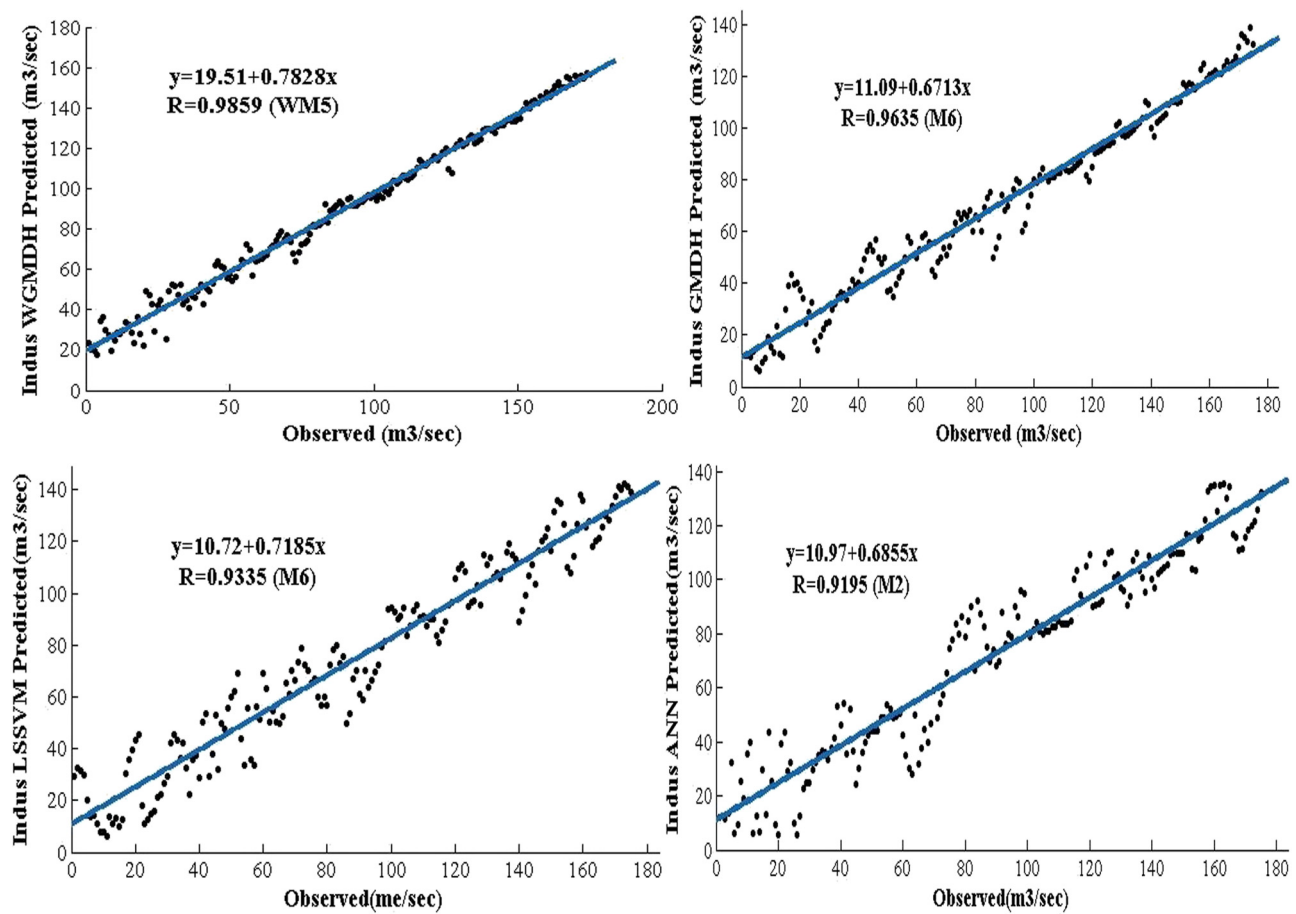 Indus WGMDH Predicted (m3/sec)
180
160
140
120
100
80
60
40
20
0
y=19.51+0.7828x
R=0.9859 (WM5)
0 50 100 150 200
Observed (m3/sec)
Indus GMDH Predicted (m3/sec)
140
120
100
80
60
40
20
0
y=11.09+0.6713x
R=0.9635 (M6)
0 20 40 60 80 100 120 140 160 180
Observed (m3/sec)
Indus LSSVM Predicted(m3/sec)
140
120
100
80
60
40
20
0
y=10.72+0.7185x
R=0.9335 (M6)
0 20 40 60 80 100 120 140 160 180
Observed(me/sec)
Indus ANN Predicted(m3/sec)
140
120
100
80
60
40
20
0
y=10.97+0.6855x
R=0.9195 (M2)
0 20 40 60 80 100 120 140 160 180
Observed(m3/sec)